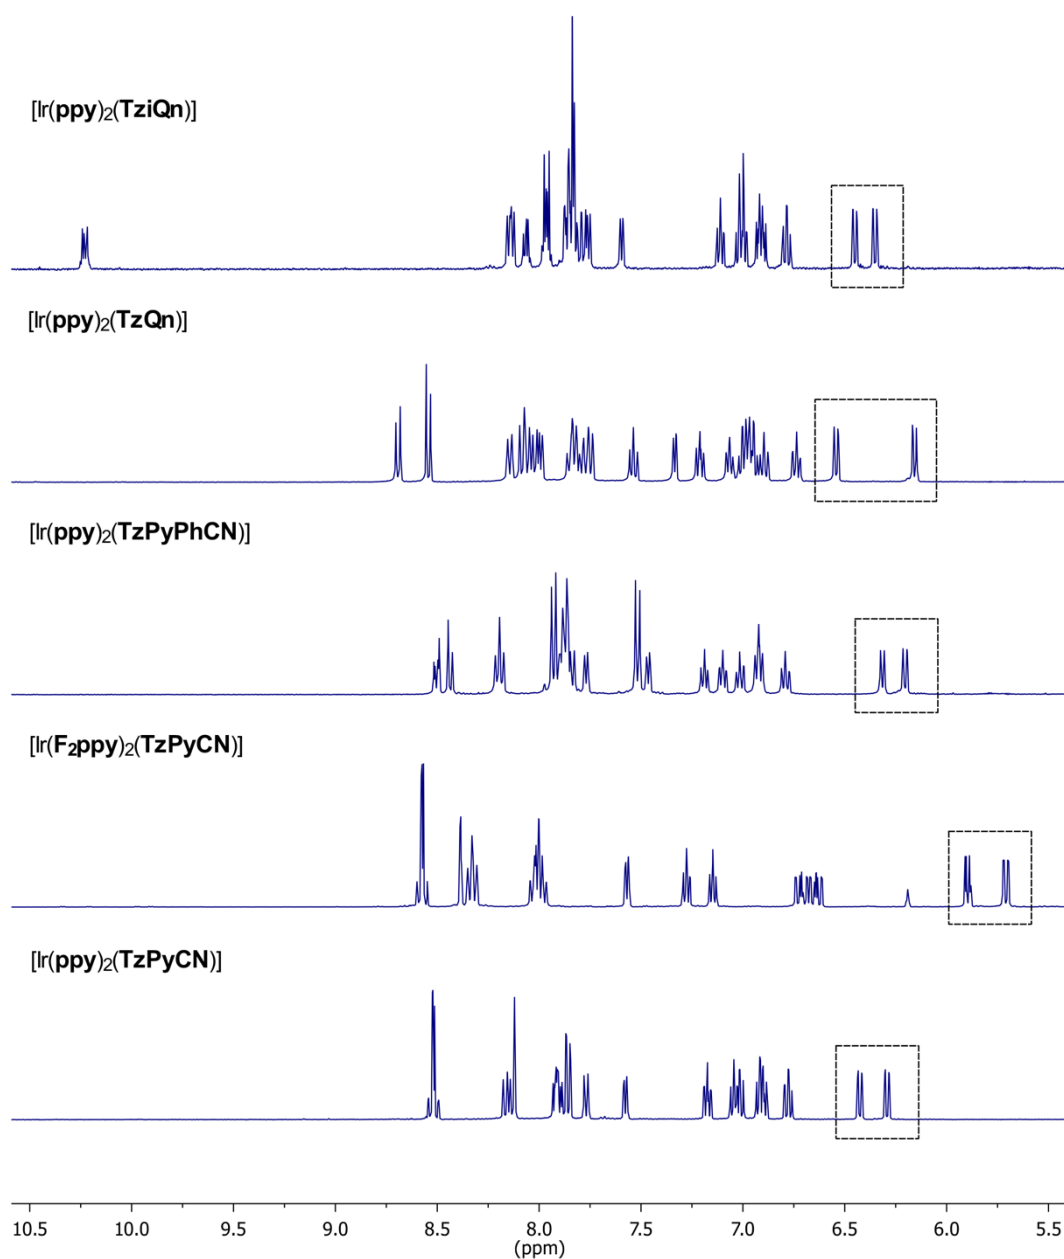 [Ir(ppy)₂(TziQn)]
[Ir(ppy)₂(TzQn)]
[Ir(ppy)₂(TzPyPhCN)]
[Ir(F₂ppy)₂(TzPyCN)]
[Ir(ppy)₂(TzPyCN)]
10.5 10.0 9.5 9.0 8.5 8.0 7.5 7.0 6.5 6.0 5.5
(ppm)